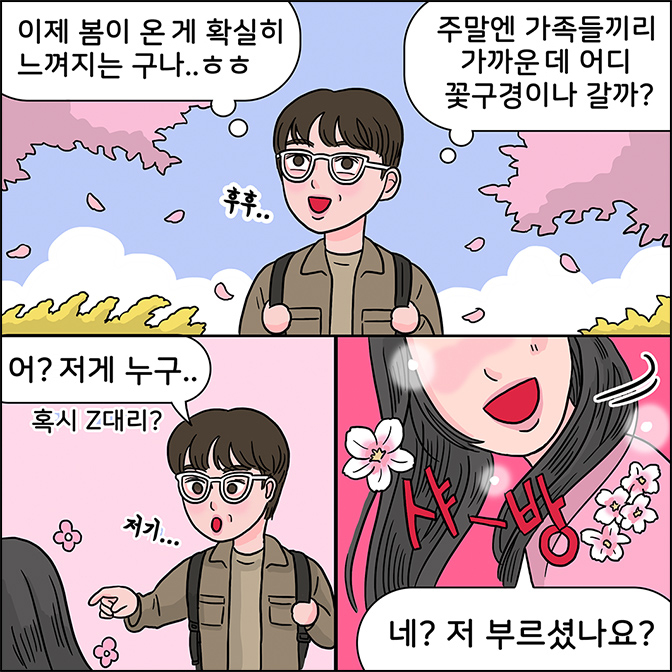 이제 봄이 온 게 확실히
느껴지는 구나..ㅎㅎ
주말엔 가족들끼리
가까운 데 어디
꽃구경이나 갈까?
후후..
어? 저게 누구..
혹시 Z대리?
저기...
샤-방
네? 저 부르셨나요?